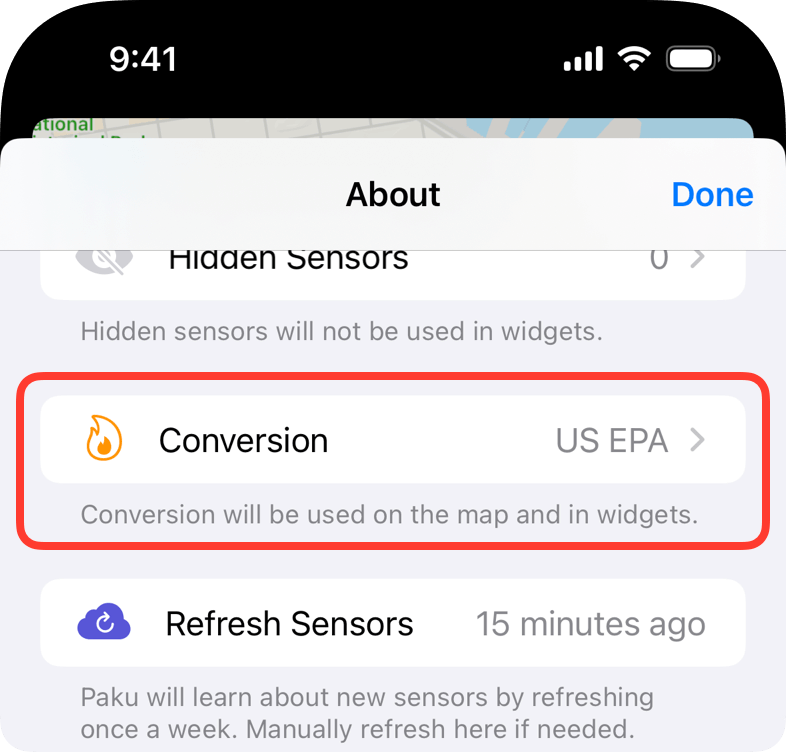 9:41
ational
About
Done
Hidden Sensors
0
Hidden sensors will not be used in widgets.
Conversion
US EPA
Conversion will be used on the map and in widgets.
Refresh Sensors
15 minutes ago
Paku will learn about new sensors by refreshing
once a week. Manually refresh here if needed.